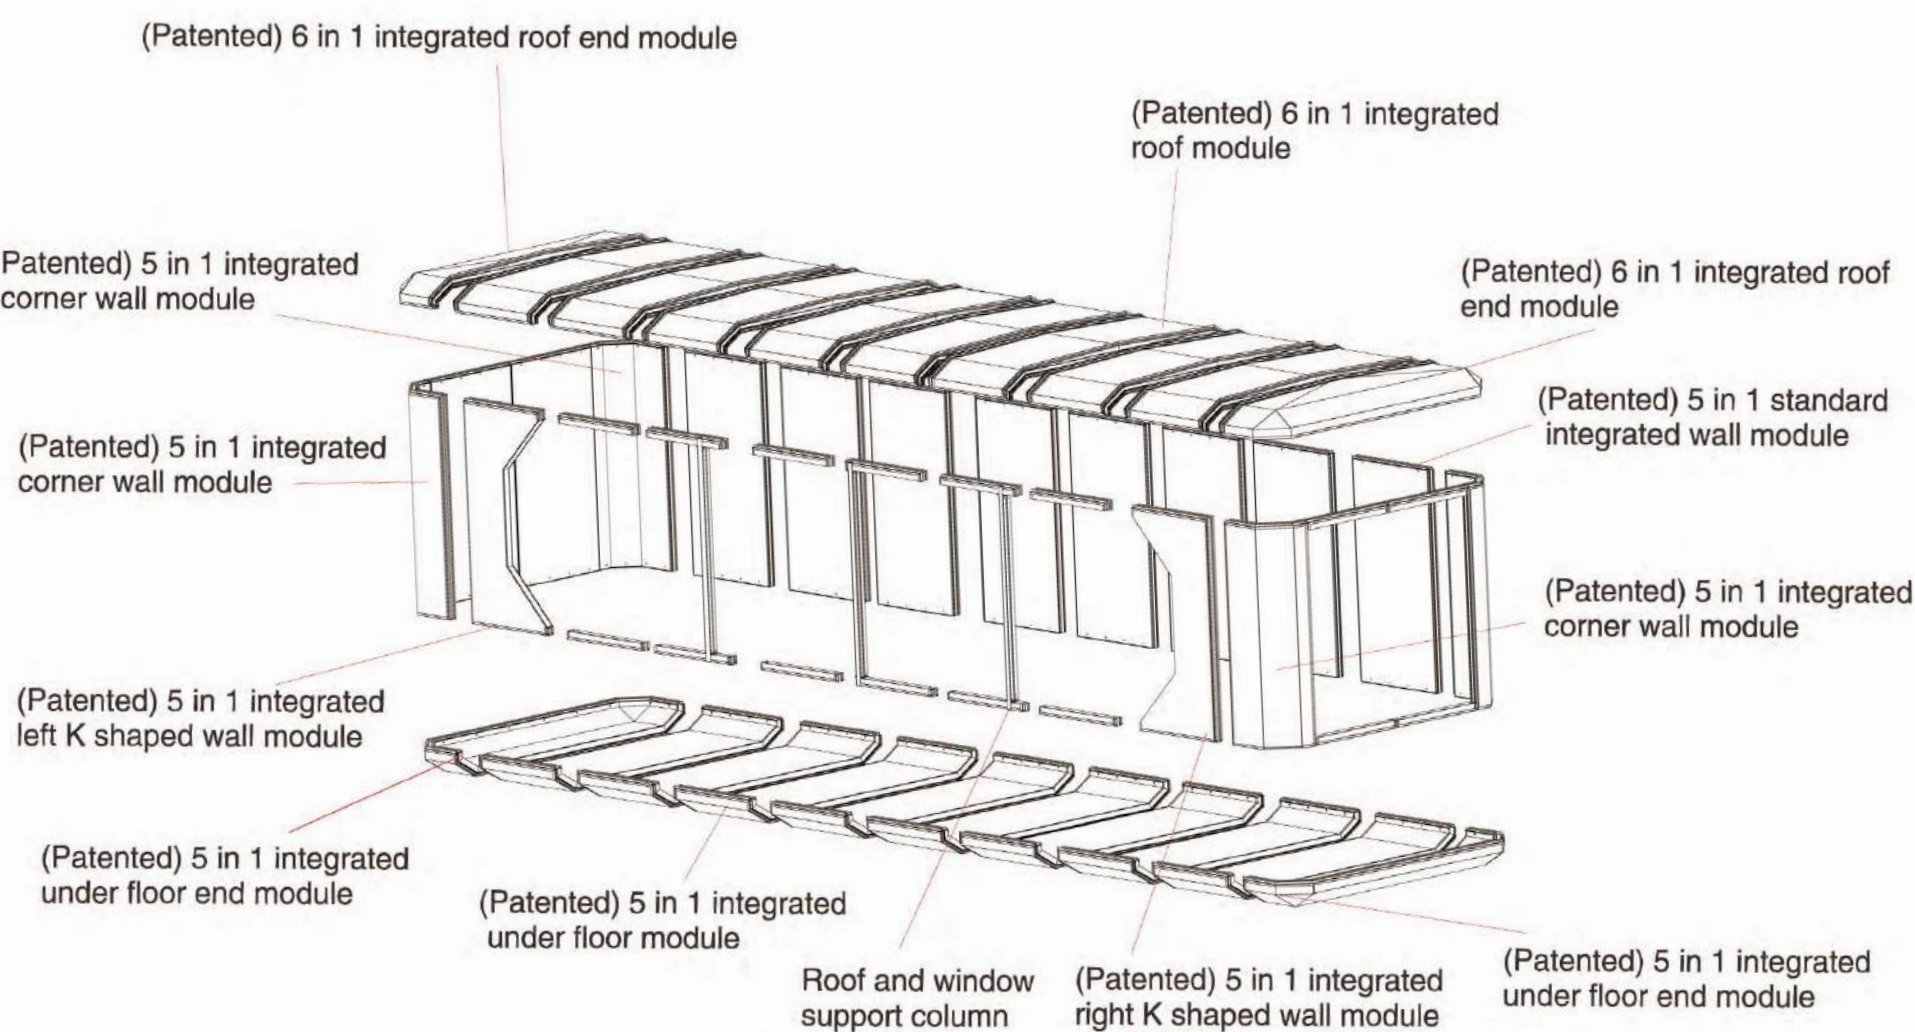 (Patented) 6 in 1 integrated roof end module
(Patented) 6 in 1 integrated
roof module
Patented) 5 in 1 integrated
corner wall module
(Patented) 6 in 1 integrated roof
end module
(Patented) 5 in 1 standard
integrated wall module
(Patented) 5 in 1 integrated
corner wall module
(Patented) 5 in 1 integrated
corner wall module
(Patented) 5 in 1 integrated
left K shaped wall module
(Patented) 5 in 1 integrated
under floor end module
(Patented) 5 in 1 integrated
under floor module
Roof and window
support column
(Patented) 5 in 1 integrated
right K shaped wall module
(Patented) 5 in 1 integrated
under floor end module